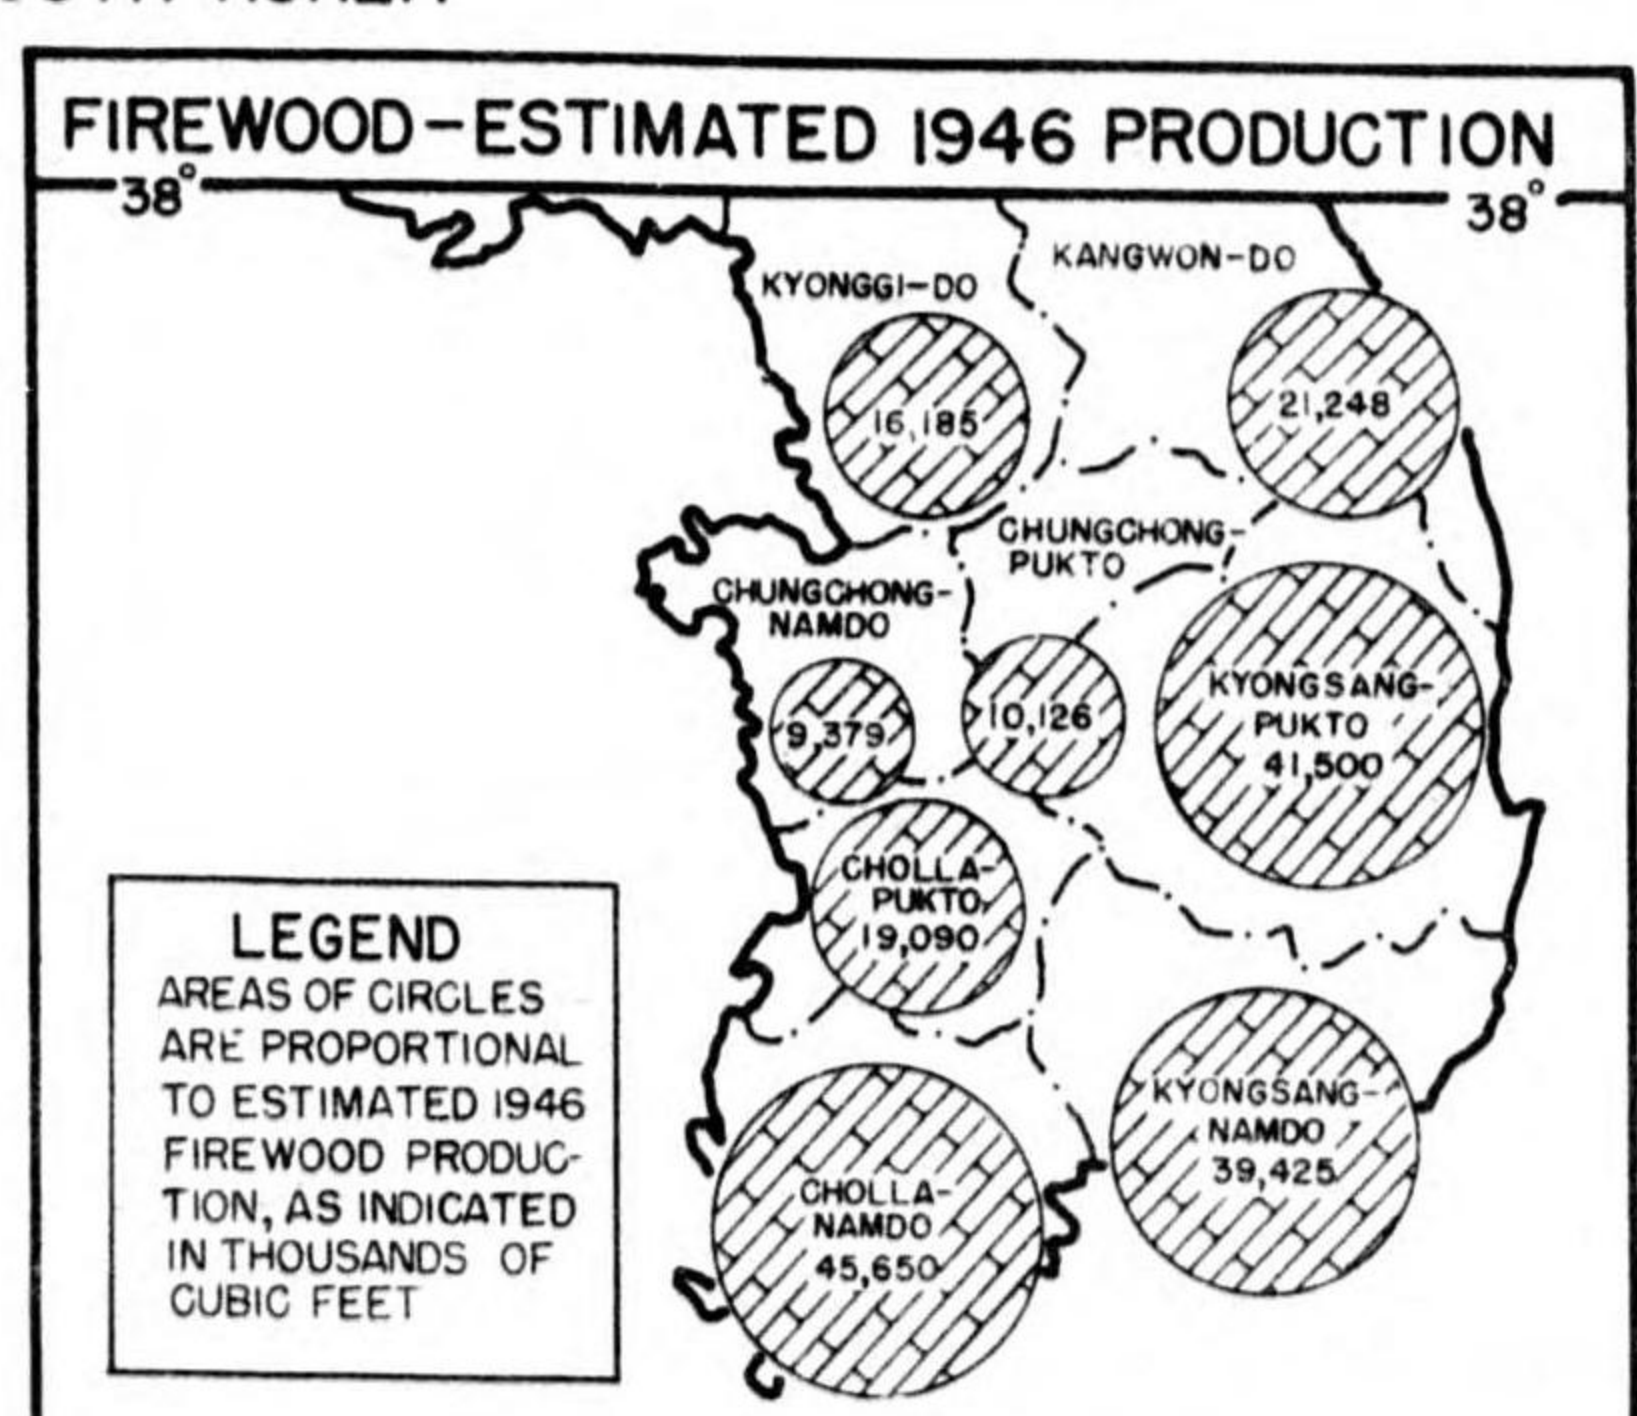 FIREWOOD-ESTIMATED 1946 PRODUCTION
38° 38°
KANGWON-DO
KYONGGI-DO
21,248
16,185
CHUNGCHONG-
PUKTO
CHUNGCHONG-
NAMDO
KYONGSANG-
PUKTO
41,500
10,126
9,379
CHOLLA-
PUKTO
19,090
KYONGSANG-
NAMDO
39,425
CHOLLA-
NAMDO
45,650
LEGEND
AREAS OF CIRCLES
ARE PROPORTIONAL
TO ESTIMATED 1946
FIREWOOD PRODUC-
TION, AS INDICATED
IN THOUSANDS OF
CUBIC FEET